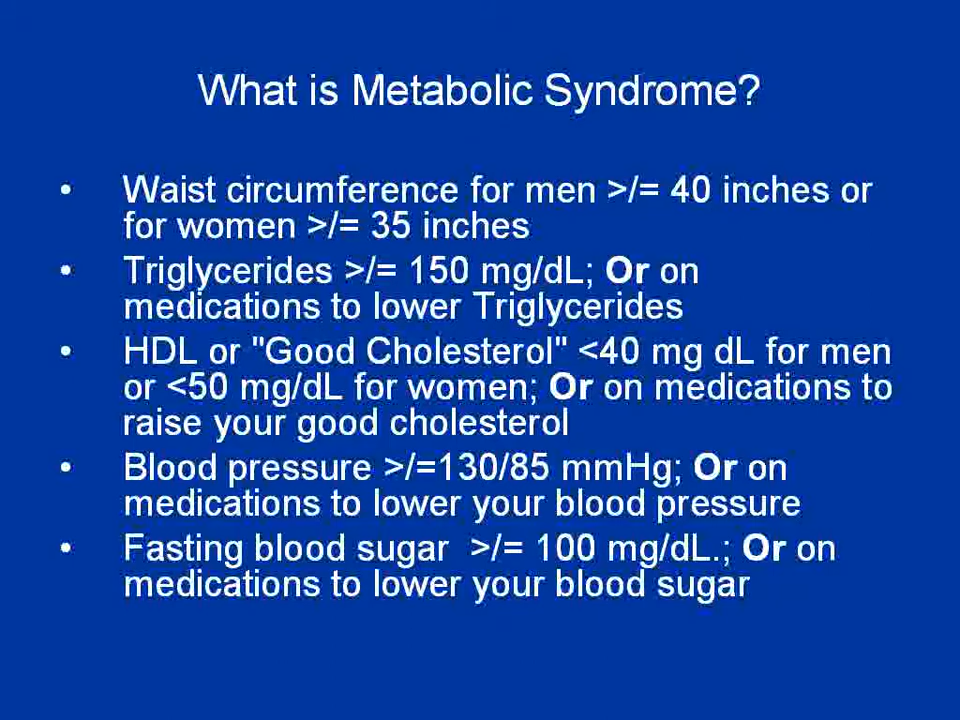 What is Metabolic Syndrome?
• Waist circumference for men >/= 40 inches or
for women >/= 35 inches
• Triglycerides >/= 150 mg/dL; Or on
medications to lower Triglycerides
• HDL or "Good Cholesterol" <40 mg dL for men
or <50 mg/dL for women; Or on medications to
raise your good cholesterol
• Blood pressure >/=130/85 mmHg; Or on
medications to lower your blood pressure
• Fasting blood sugar  >/= 100 mg/dL.; Or on
medications to lower your blood sugar